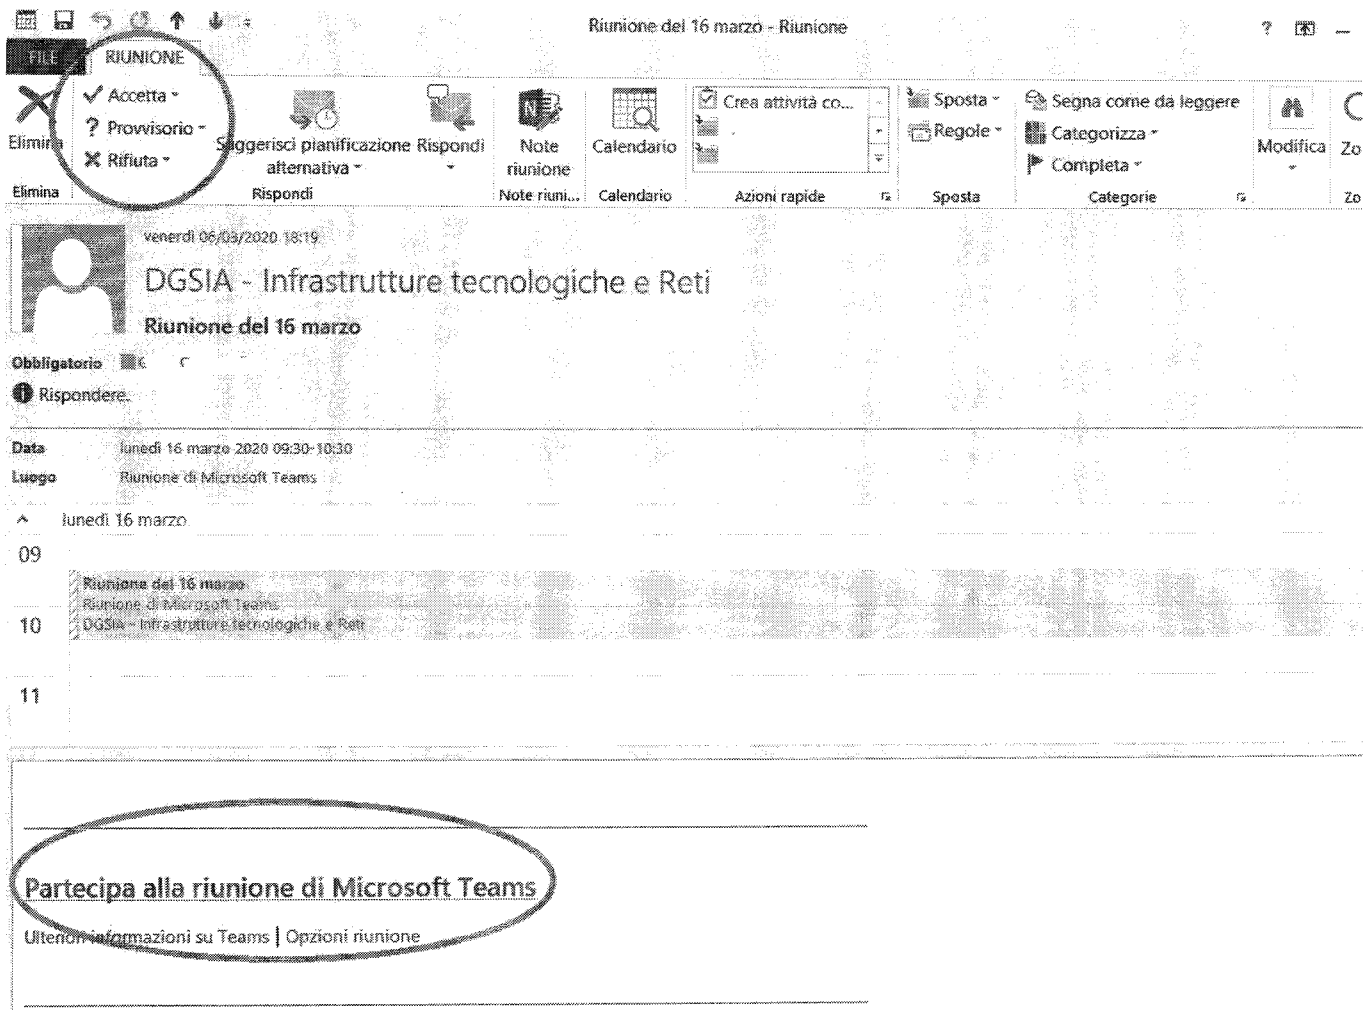 Riunione del 16 marzo - Riunione
?
FILE
RIUNIONE
Elimina
Accetta
? Provvisorio
Rifiuta
Suggerisci pianificazione
alternativa
Rispondi
Note
riunione
Calendario
Crea attività co...
Sposta
Regole
Segna come da leggere
Categorizza
Completa
Modifica
Zo
Elimina
Rispondi
Note riuni...
Calendario
Azioni rapide
Sposta
Categorie
Zo
venerdì 06/03/2020 18:19
DGSIA - Infrastrutture tecnologiche e Reti
Riunione del 16 marzo
Obbligatorio
Rispondere.
Data lunedì 16 marzo 2020 09:30-10:30
Luogo Riunione di Microsoft Teams
lunedì 16 marzo
09
Riunione del 16 marzo
Riunione di Microsoft Teams
10
DGSIA - Infrastrutture tecnologiche e Reti
11
Partecipa alla riunione di Microsoft Teams
Ulteriori informazioni su Teams | Opzioni riunione